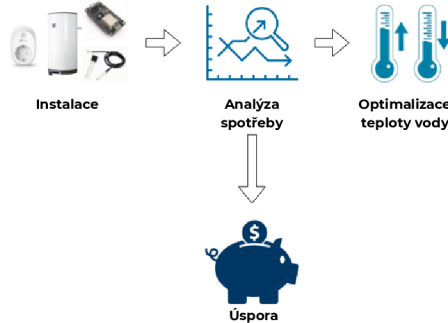 Instalace
Analýza
spotřeby
Optimalizace
teploty vody
$
Úspora